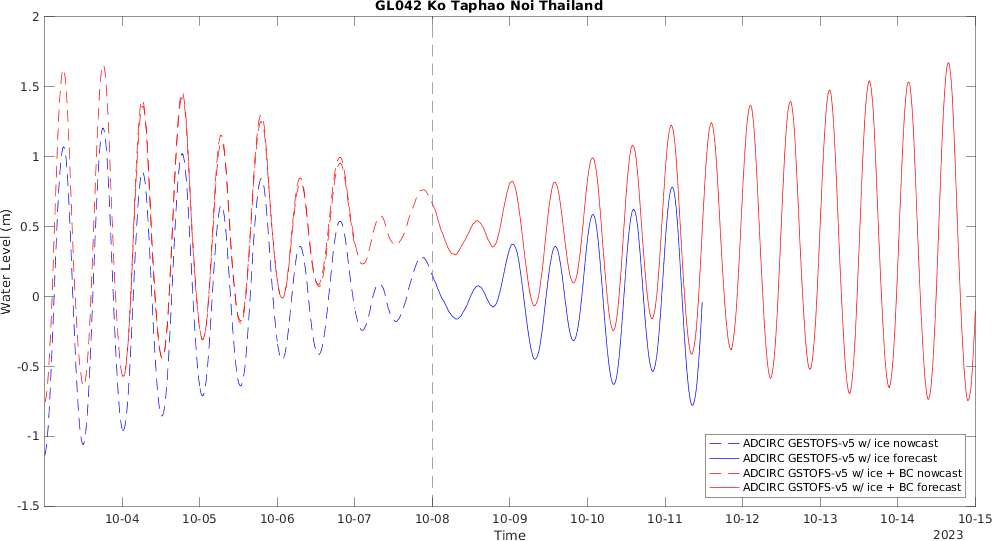 GL042 Ko Taphao Noi Thailand
2
1.5
1
0.5
0
-0.5
-1
-1.5
Water Level (m)
ADCIRC GESTOFS-v5 w/ ice nowcast
ADCIRC GESTOFS-v5 w/ ice forecast
ADCIRC GSTOFS-v5 w/ ice + BC nowcast
ADCIRC GSTOFS-v5 w/ ice + BC forecast
10-04 10-05 10-06 10-07 10-08 10-09 10-10 10-11 10-12 10-13 10-14 10-15
Time
2023